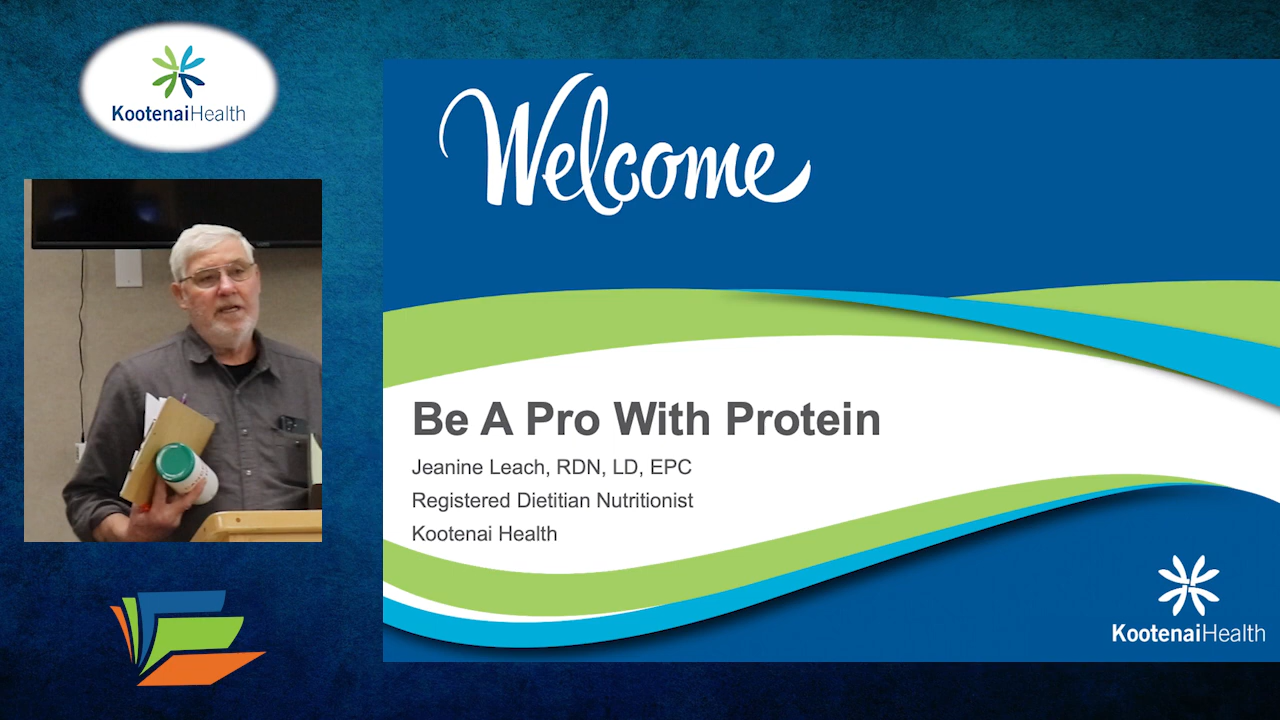 KootenaiHealth
Welcome
Be A Pro With Protein
Jeanine Leach, RDN, LD, EPC
Registered Dietitian Nutritionist
Kootenai Health
KootenaiHealth